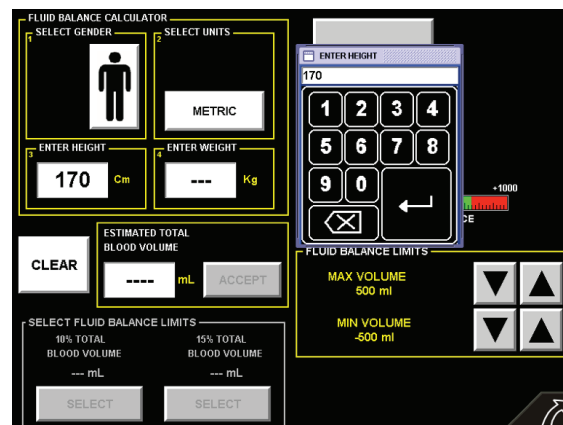 FLUID BALANCE CALCULATOR
1 SELECT GENDER
2 SELECT UNITS
METRIC
3 ENTER HEIGHT
170 Cm
4 ENTER WEIGHT
--- Kg
CLEAR
ESTIMATED TOTAL
BLOOD VOLUME
---- mL
ACCEPT
SELECT FLUID BALANCE LIMITS
10% TOTAL
BLOOD VOLUME
--- mL
SELECT
15% TOTAL
BLOOD VOLUME
--- mL
SELECT
ENTER HEIGHT
170
1 2 3 4
5 6 7 8
9 0
+1000
CE
FLUID BALANCE LIMITS
MAX VOLUME
500 ml
MIN VOLUME
-500 ml